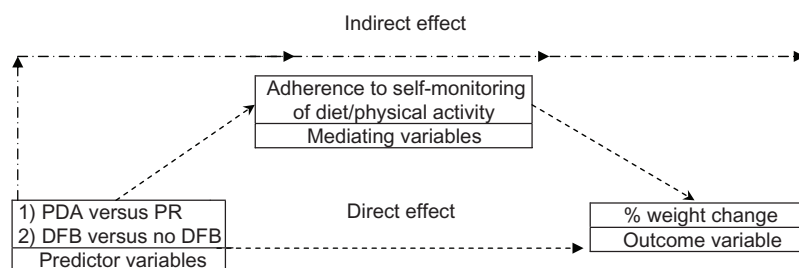 Indirect effect
Adherence to self-monitoring
of diet/physical activity
Mediating variables
1) PDA versus PR
2) DFB versus no DFB
Predictor variables
Direct effect
% weight change
Outcome variable